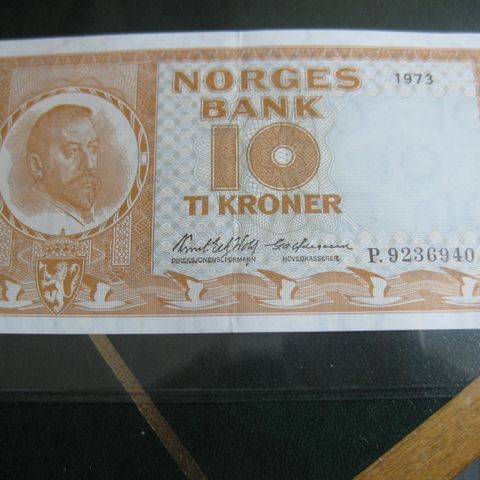 NORGES
BANK
1973
10
TI KRONER
DIREKSJONENS FORMANN HOVEDKASSERER
P.9236940